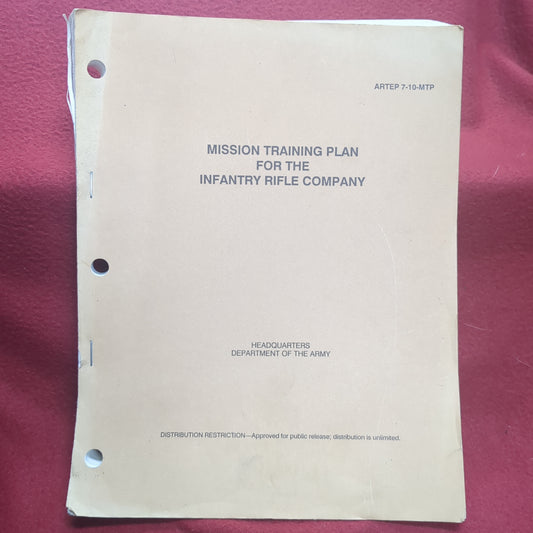 ARTEP 7-10-MTP
MISSION TRAINING PLAN
FOR THE
INFANTRY RIFLE COMPANY
HEADQUARTERS
DEPARTMENT OF THE ARMY
DISTRIBUTION RESTRICTION—Approved for public release; distribution is unlimited.